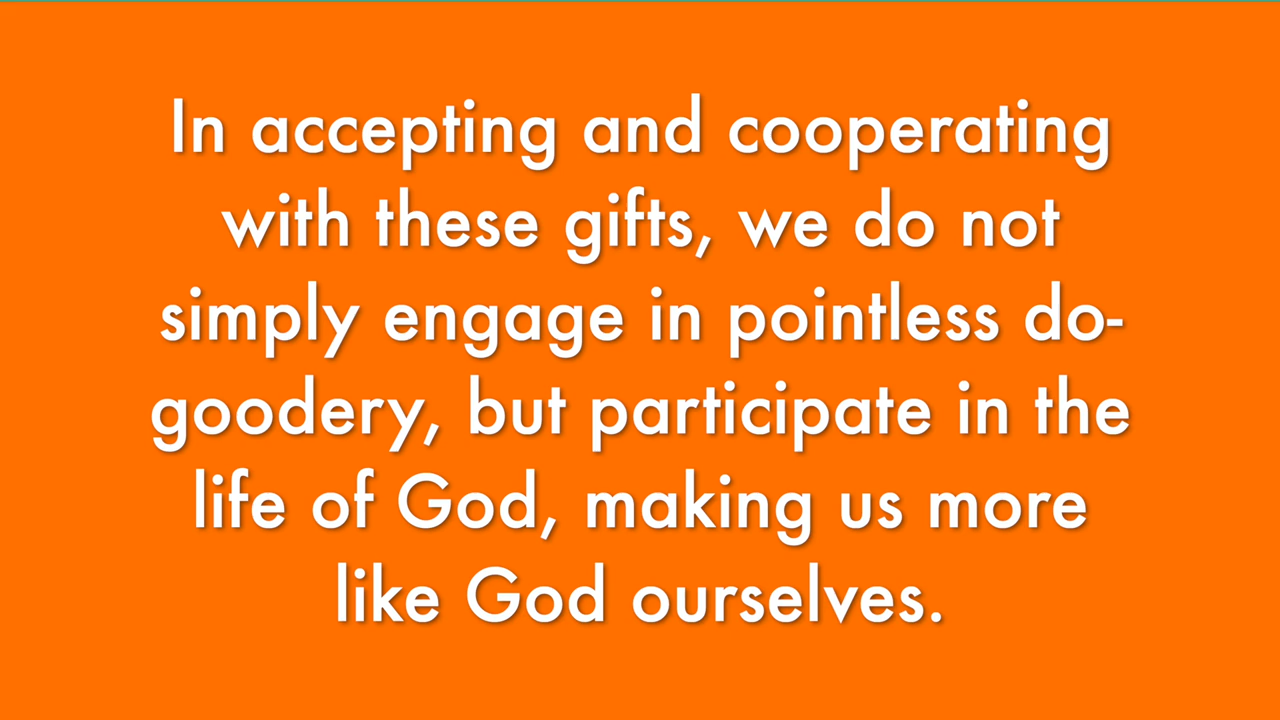 In accepting and cooperating
with these gifts, we do not
simply engage in pointless do-
goodery, but participate in the
life of God, making us more
like God ourselves.